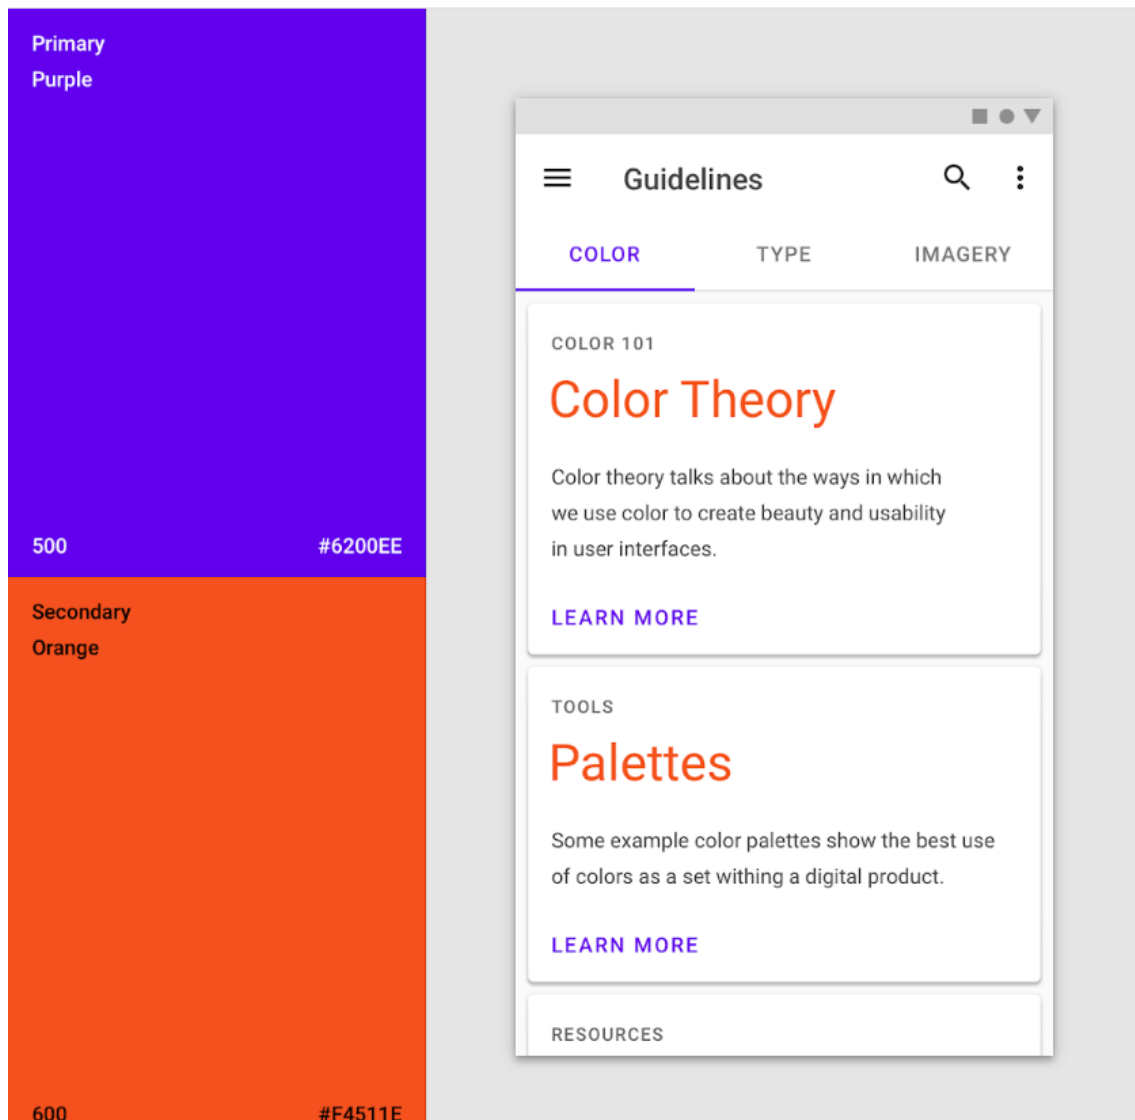 Primary
Purple
500 #6200EE
Secondary
Orange
600 #F4511E
Guidelines
COLOR TYPE IMAGERY
COLOR 101
Color Theory
Color theory talks about the ways in which
we use color to create beauty and usability
in user interfaces.
LEARN MORE
TOOLS
Palettes
Some example color palettes show the best use
of colors as a set withing a digital product.
LEARN MORE
RESOURCES